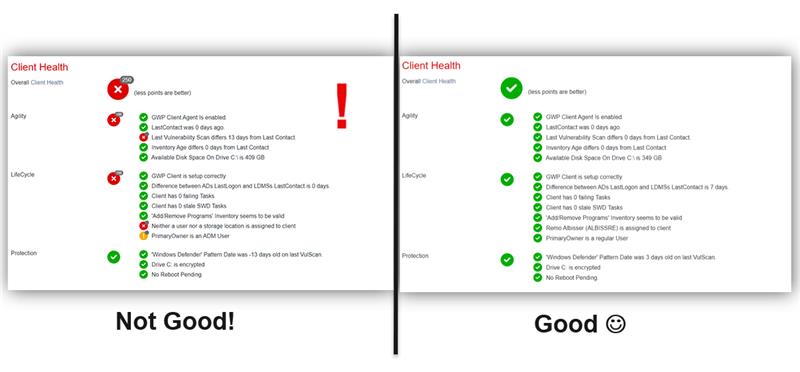 Client Health
Overall Client Health
250
(less points are better)
!
Agility
GWP Client Agent Is enabled
LastContact was 0 days ago.
Last Vulnerability Scan differs 13 days from Last Contact
Inventory Age differs 0 days from Last Contact
Available Disk Space On Drive C:\ is 409 GB
LifeCycle
GWP Client is setup correctly
Difference between ADs LastLogon and LDMSs LastContact is 0 days.
Client has 0 failing Tasks
Client has 0 stale SWD Tasks
'Add/Remove Programs' Inventory seems to be valid
Neither a user nor a storage location is assigned to client
PrimaryOwner is an ADM User
Protection
'Windows Defender' Pattern Date was -13 days old on last VulScan.
Drive C: is encrypted
No Reboot Pending
Not Good!
Client Health
Overall Client Health
(less points are better)
Agility
GWP Client Agent Is enabled
LastContact was 0 days ago.
Last Vulnerability Scan differs 0 days from Last Contact.
Inventory Age differs 0 days from Last Contact
Available Disk Space On Drive C:\ is 349 GB
LifeCycle
GWP Client is setup correctly
Difference between ADs LastLogon and LDMSs LastContact is 7 days.
Client has 0 failing Tasks
Client has 0 stale SWD Tasks
'Add/Remove Programs' Inventory seems to be valid
Remo Albisser (ALBISSRE) is assigned to client
PrimaryOwner is a regular User
Protection
'Windows Defender' Pattern Date was 3 days old on last VulScan.
Drive C: is encrypted
No Reboot Pending
Good ☺